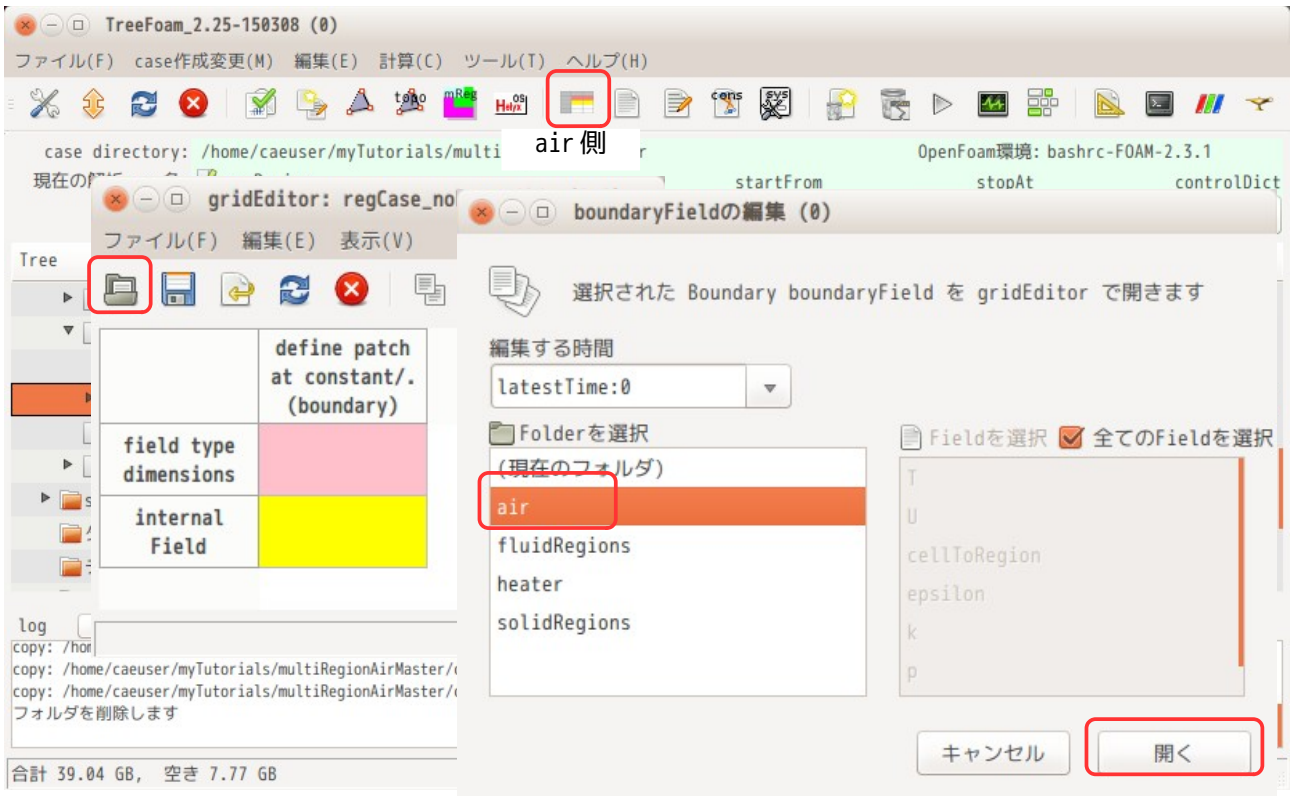 TreeFoam_2.25-150308 (0)
ファイル(F) case作成変更(M) 編集(E) 計算(C) ツール(T) ヘルプ(H)
topo mReg Helyx OS cons sys
air側
case directory: /home/caeuser/myTutorials/multi r OpenFoam環境: bashrc-FOAM-2.3.1
現在の解析 startFrom stopAt controlDict
gridEditor: regCase_no
ファイル(F) 編集(E) 表示(V)
Tree
define patch
at constant/.
(boundary)
field type
dimensions
internal
Field
boundaryFieldの編集 (0)
選択された Boundary boundaryField を gridEditor で開きます
編集する時間
latestTime:0
Folderを選択
(現在のフォルダ)
air
fluidRegions
heater
solidRegions
Fieldを選択 全てのFieldを選択
T
U
cellToRegion
epsilon
k
p
キャンセル 開く
log
copy: /hom
copy: /home/caeuser/myTutorials/multiRegionAirMaster/
copy: /home/caeuser/myTutorials/multiRegionAirMaster/
フォルダを削除します
合計 39.04 GB, 空き 7.77 GB